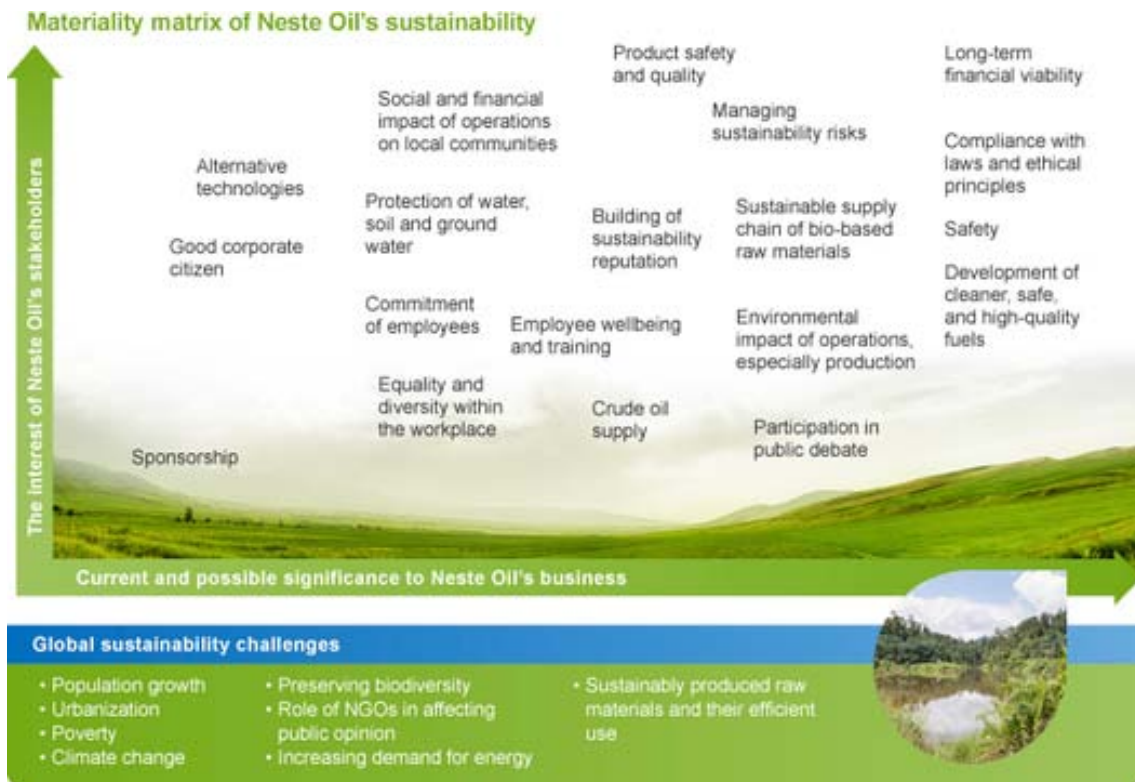 Materiality matrix of Neste Oil's sustainability
The interest of Neste Oil's stakeholders
Product safety
and quality
Long-term
financial viability
Social and financial
impact of operations
on local communities
Managing
sustainability risks
Compliance with
laws and ethical
principles
Alternative
technologies
Protection of water,
soil and ground
water
Building of
sustainability
reputation
Sustainable supply
chain of bio-based
raw materials
Safety
Good corporate
citizen
Development of
cleaner, safe,
and high-quality
fuels
Commitment
of employees
Employee wellbeing
and training
Environmental
impact of operations,
especially production
Equality and
diversity within
the workplace
Crude oil
supply
Participation in
public debate
Sponsorship
Current and possible significance to Neste Oil's business
Global sustainability challenges
• Population growth
• Urbanization
• Poverty
• Climate change
• Preserving biodiversity
• Role of NGOs in affecting
public opinion
• Increasing demand for energy
• Sustainably produced raw
materials and their efficient
use